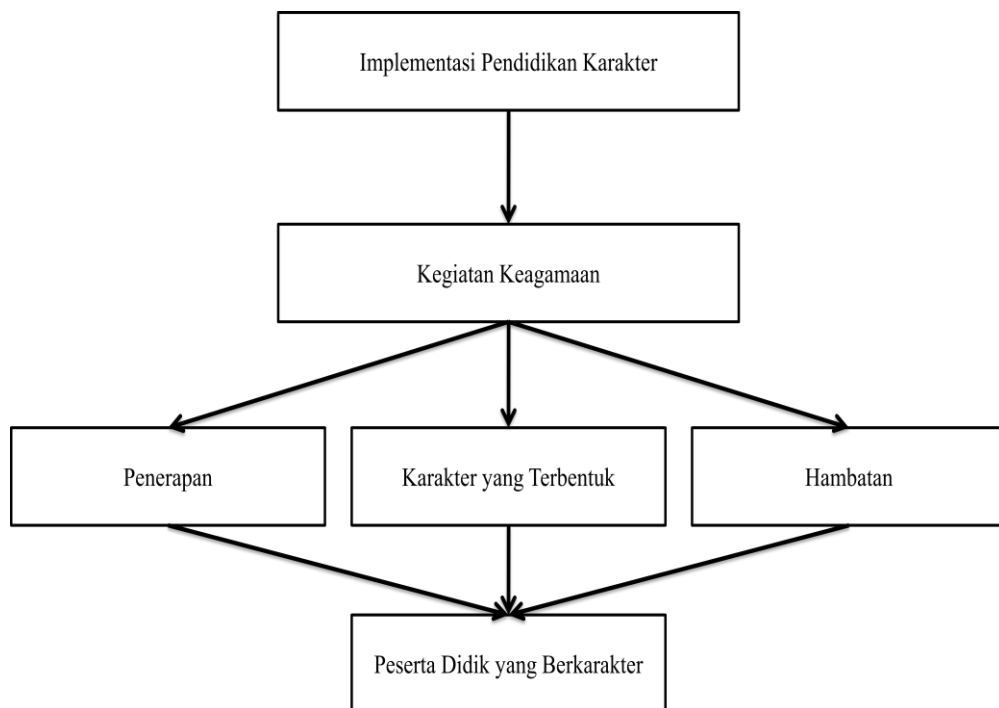 Implementasi Pendidikan Karakter
Kegiatan Keagamaan
Penerapan
Karakter yang Terbentuk
Hambatan
Peserta Didik yang Berkarakter